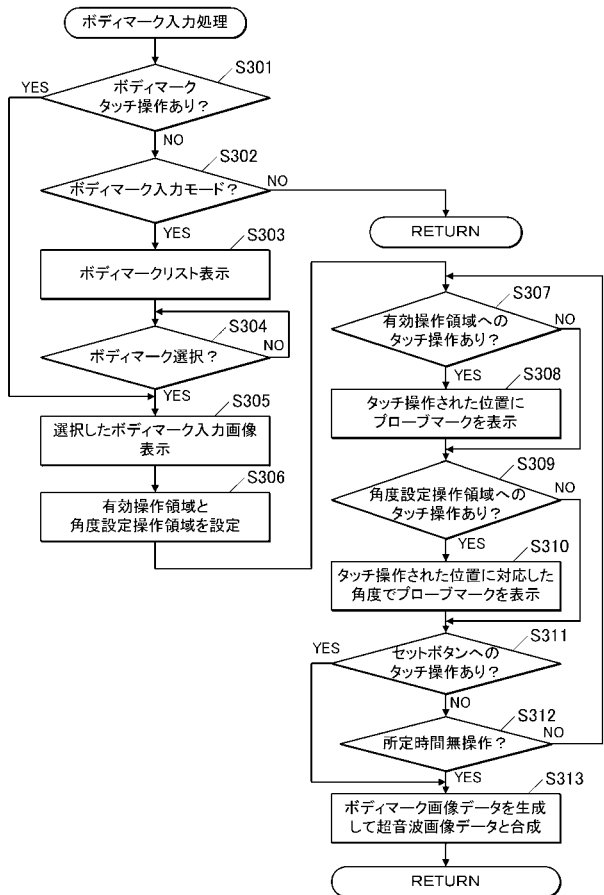 ボディマーク入力処理
S301
YES
ボディマーク
タッチ操作あり？
NO
S302
ボディマーク入力モード？
NO
YES
RETURN
S303
ボディマークリスト表示
S304
ボディマーク選択？
NO
YES
S305
選択したボディマーク入力画像
表示
S306
有効操作領域と
角度設定操作領域を設定
S307
有効操作領域への
タッチ操作あり？
NO
YES
S308
タッチ操作された位置に
プローブマークを表示
S309
角度設定操作領域への
タッチ操作あり？
NO
YES
S310
タッチ操作された位置に対応した
角度でプローブマークを表示
S311
YES
セットボタンへの
タッチ操作あり？
NO
S312
所定時間無操作？
NO
YES
S313
ボディマーク画像データを生成
して超音波画像データと合成
RETURN